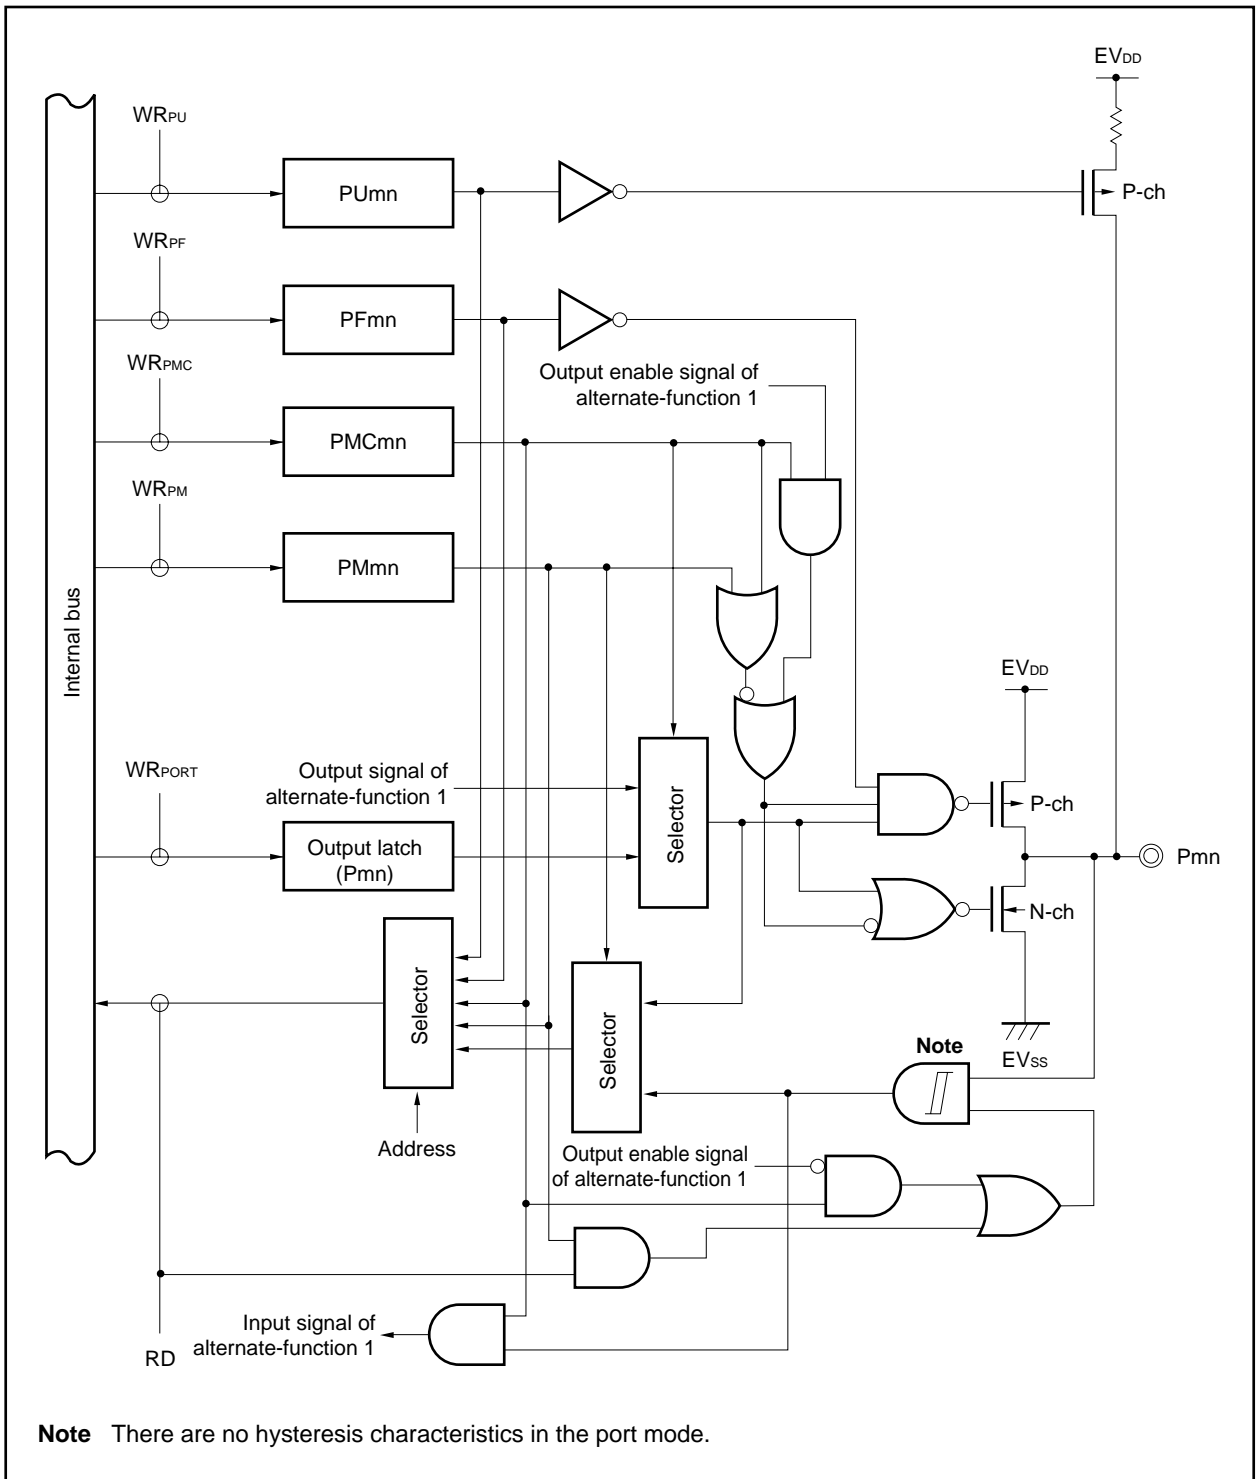 EVDD
WRPU
PUmn
P-ch
WRPF
PFmn
WRPMC
Output enable signal of
alternate-function 1
PMCmn
WRPM
PMmn
Internal bus
EVDD
WRPORT
Output signal of
alternate-function 1
Selector
P-ch
Output latch
(Pmn)
Pmn
N-ch
Selector
Selector
Note
EVSS
Address
Output enable signal
of alternate-function 1
Input signal of
alternate-function 1
RD
Note There are no hysteresis characteristics in the port mode.